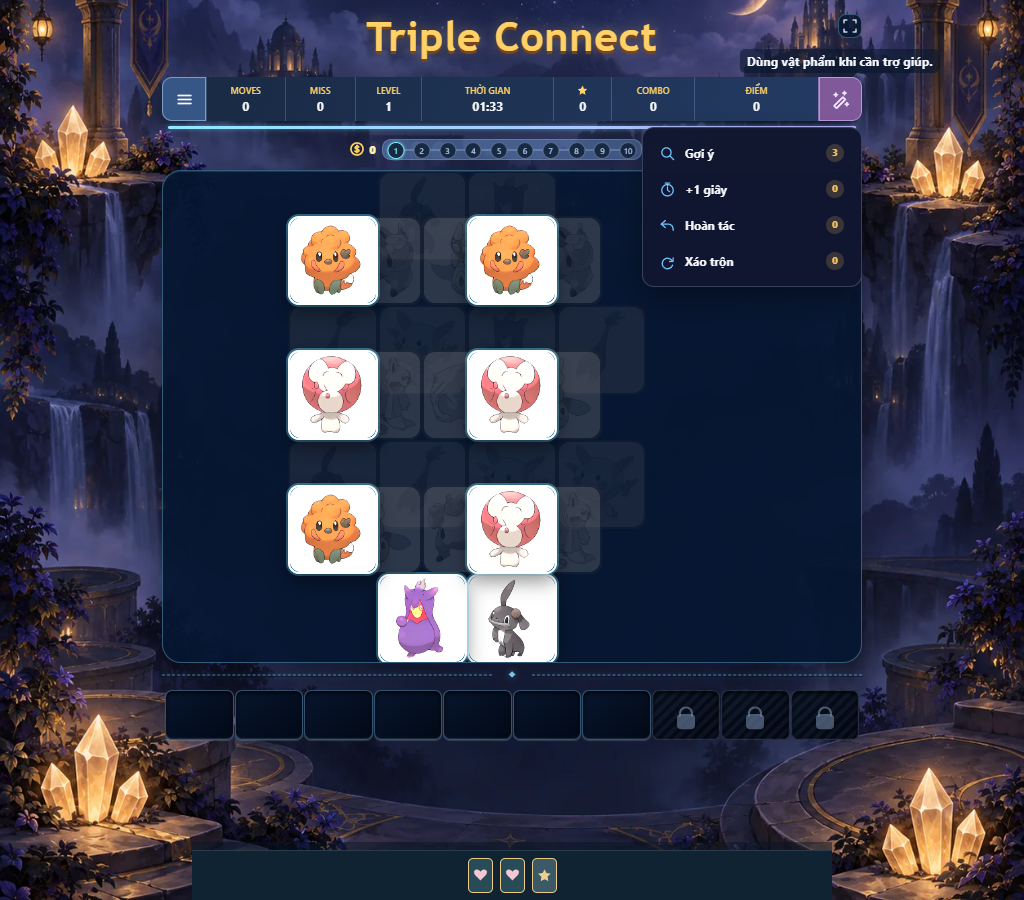 Triple Connect
Dùng vật phẩm khi cần trợ giúp.
MOVES
0
MISS
0
LEVEL
1
THỜI GIAN
01:33
0
COMBO
0
ĐIỂM
0
0
1 2 3 4 5 6 7 8 9 10
Gợi ý 3
+1 giây 0
Hoàn tác 0
Xáo trộn 0